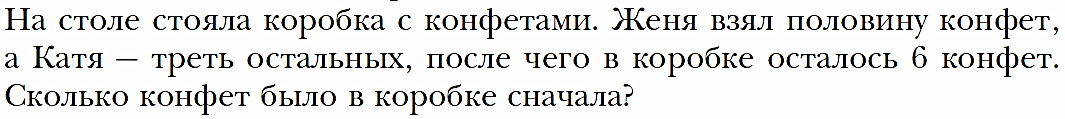 На столе стояла коробка с конфетами. Женя взял половину конфет,
а Катя — треть остальных, после чего в коробке осталось 6 конфет.
Сколько конфет было в коробке сначала?